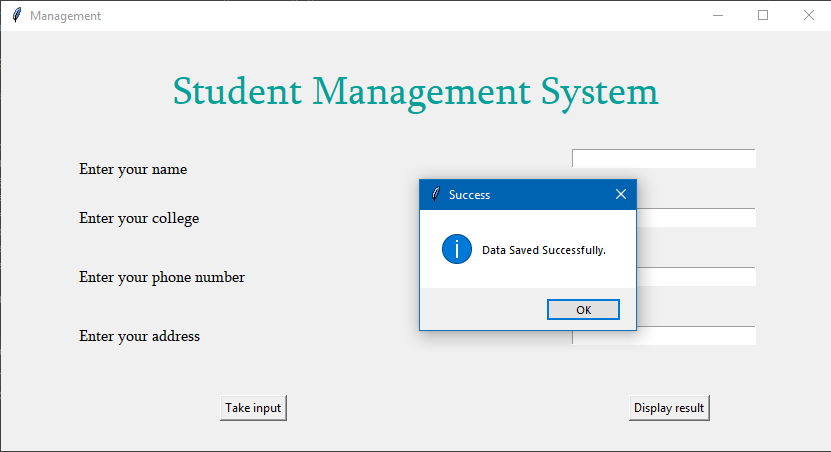 Management
Student Management System
Enter your name
Success
Enter your college
Data Saved Successfully.
Enter your phone number
OK
Enter your address
Take input
Display result